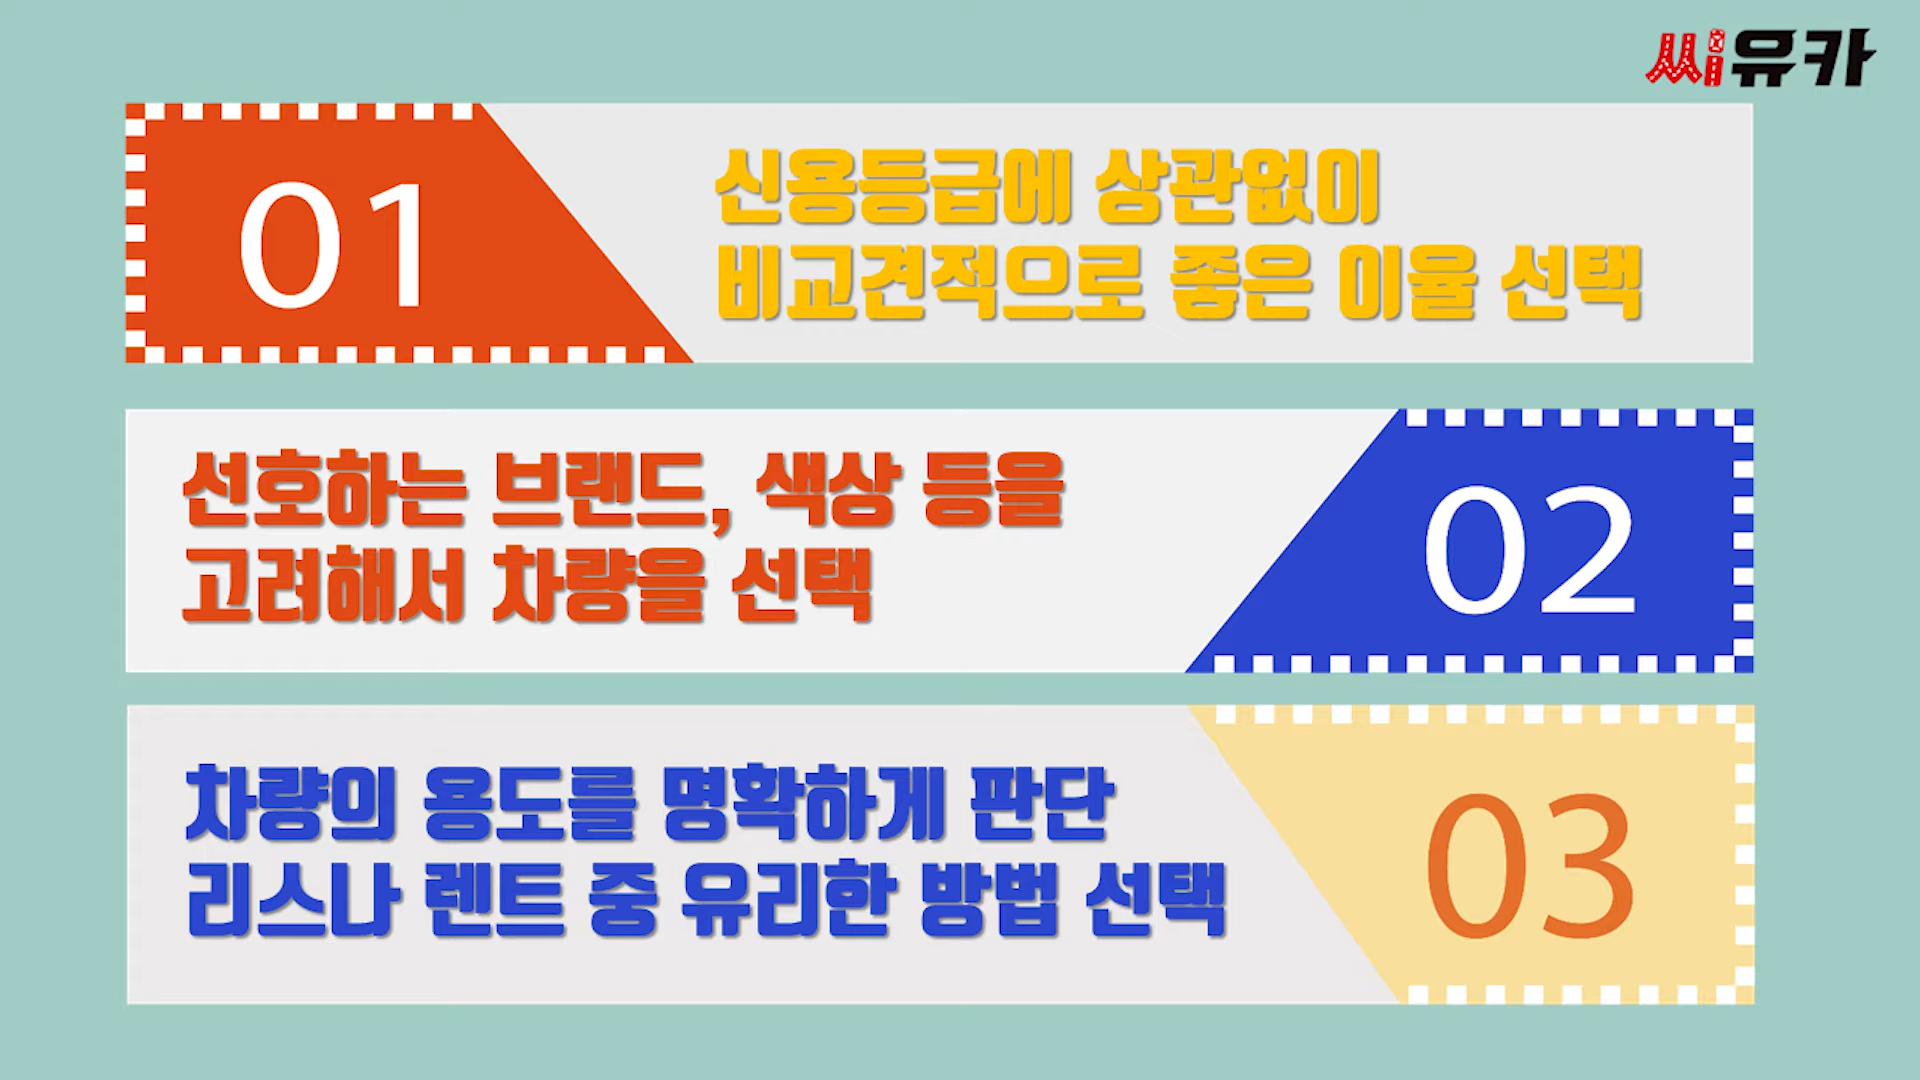 씨유카
01
신용등급에 상관없이
비교견적으로 좋은 이율 선택
선호하는 브랜드, 색상 등을
고려해서 차량을 선택
02
차량의 용도를 명확하게 판단
리스나 렌트 중 유리한 방법 선택
03